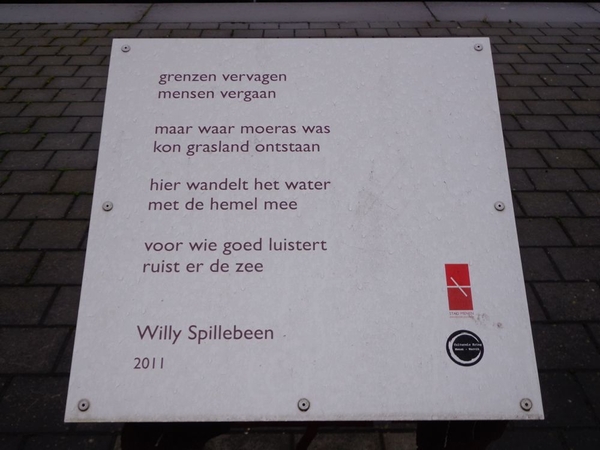 grenzen vervagen
mensen vergaan
maar waar moeras was
kon grasland ontstaan
hier wandelt het water
met de hemel mee
voor wie goed luistert
ruist er de zee
Willy Spillebeen
2011